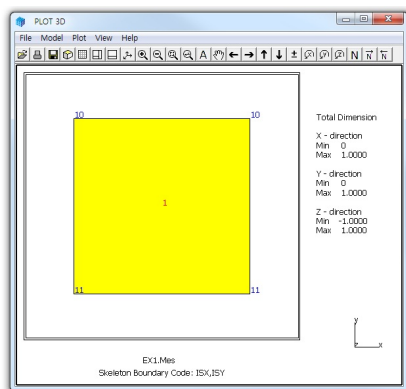 PLOT 3D
File Model Plot View Help
A N N N
10 10
1
11 11
Total Dimension
X - direction
Min 0
Max 1.0000
Y - direction
Min 0
Max 1.0000
Z - direction
Min -1.0000
Max 1.0000
y
z x
EX1.Mes
Skeleton Boundary Code: ISX,ISY